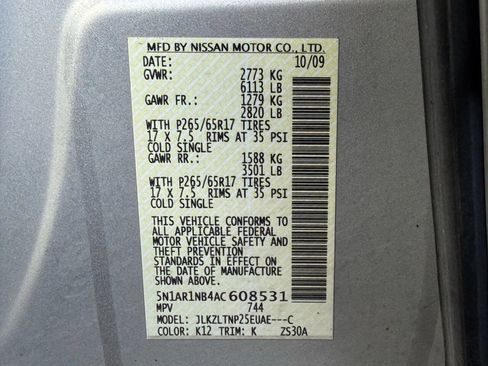 MFD BY NISSAN MOTOR CO., LTD.
DATE: 10/09
GVWR: 2773 KG
6113 LB
GAWR FR.: 1279 KG
2820 LB
WITH P265/65R17 TIRES
17 X 7.5 RIMS AT 35 PSI
COLD SINGLE
GAWR RR.: 1588 KG
3501 LB
WITH P265/65R17 TIRES
17 X 7.5 RIMS AT 35 PSI
COLD SINGLE
THIS VEHICLE CONFORMS TO
ALL APPLICABLE FEDERAL
MOTOR VEHICLE SAFETY AND
THEFT PREVENTION
STANDARDS IN EFFECT ON
THE DATE OF MANUFACTURE
SHOWN ABOVE.
5N1AR1NB4AC608531
MPV 744
MODEL: JLKZLTNP25EUAE---C
COLOR: K12 TRIM: K ZS30A